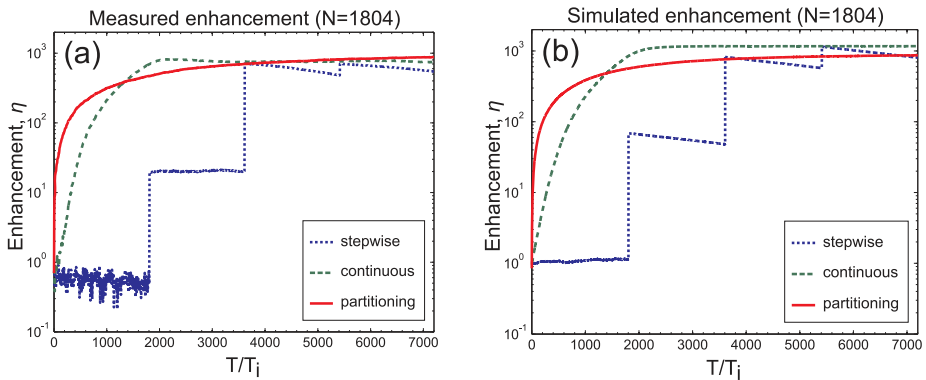 Measured enhancement (N=1804)
(a)
Enhancement, η
10³
10²
10¹
10⁰
10⁻¹
stepwise
continuous
partitioning
0 1000 2000 3000 4000 5000 6000 7000
T/Tᵢ
Simulated enhancement (N=1804)
(b)
Enhancement, η
10³
10²
10¹
10⁰
10⁻¹
stepwise
continuous
partitioning
0 1000 2000 3000 4000 5000 6000 7000
T/Tᵢ